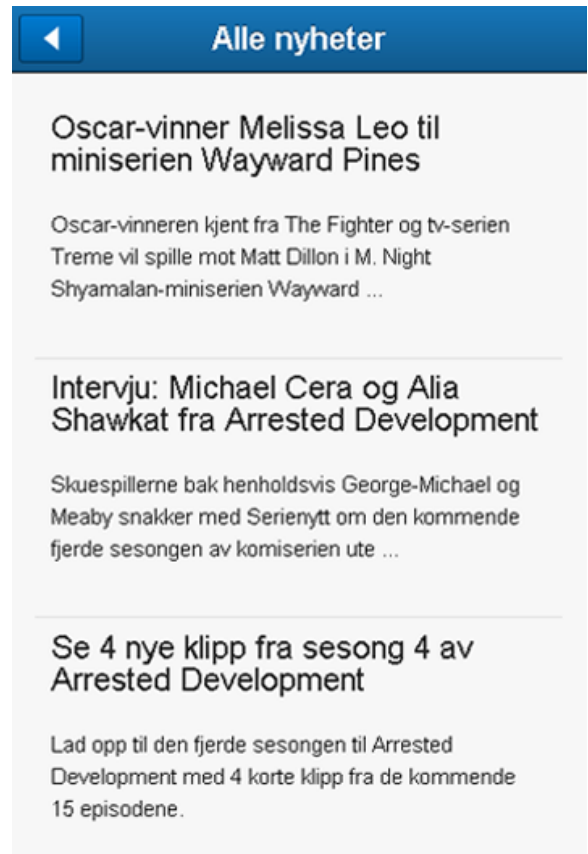 Alle nyheter
Oscar-vinner Melissa Leo til
miniserien Wayward Pines
Oscar-vinneren kjent fra The Fighter og tv-serien
Treme vil spille mot Matt Dillon i M. Night
Shyamalan-miniserien Wayward ...
Intervju: Michael Cera og Alia
Shawkat fra Arrested Development
Skuespillerne bak henholdsvis George-Michael og
Meaby snakker med Serienytt om den kommende
fjerde sesongen av komiserien ute ...
Se 4 nye klipp fra sesong 4 av
Arrested Development
Lad opp til den fjerde sesongen til Arrested
Development med 4 korte klipp fra de kommende
15 episodene.